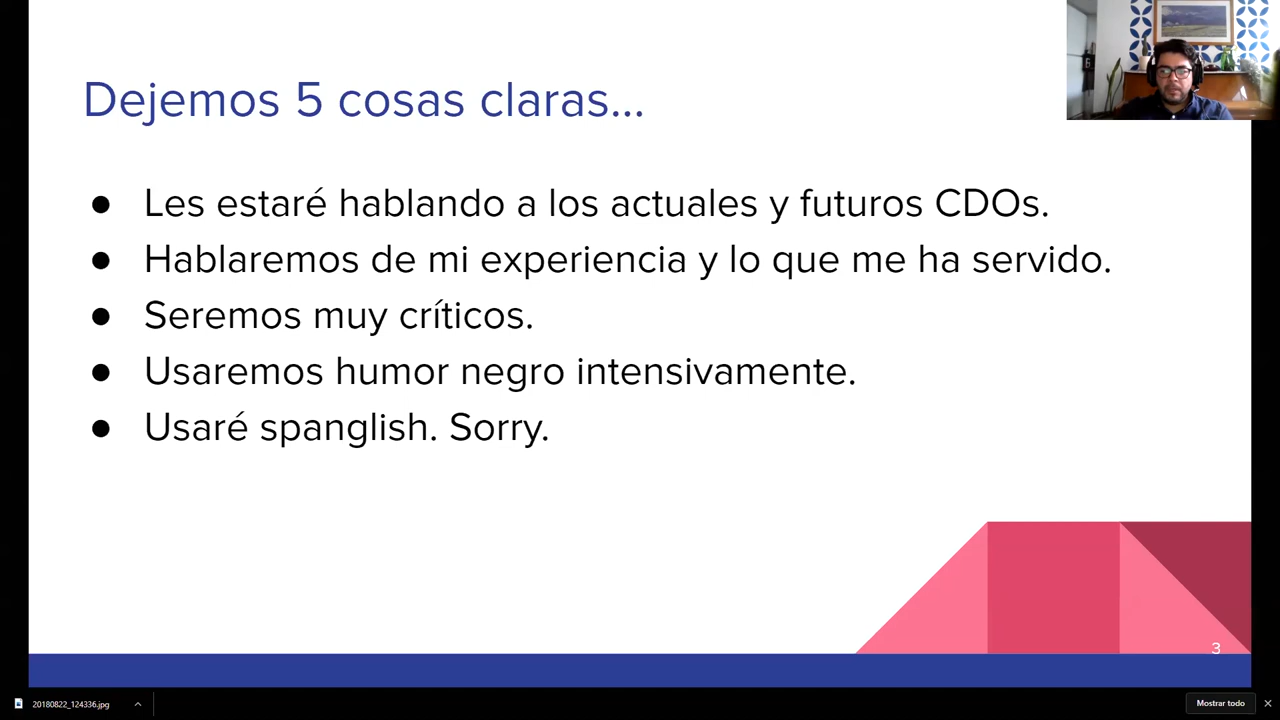 Dejemos 5 cosas claras...
● Les estaré hablando a los actuales y futuros CDOs.
● Hablaremos de mi experiencia y lo que me ha servido.
● Seremos muy críticos.
● Usaremos humor negro intensivamente.
● Usaré spanglish. Sorry.
3
20180822_124336.jpg
Mostrar todo